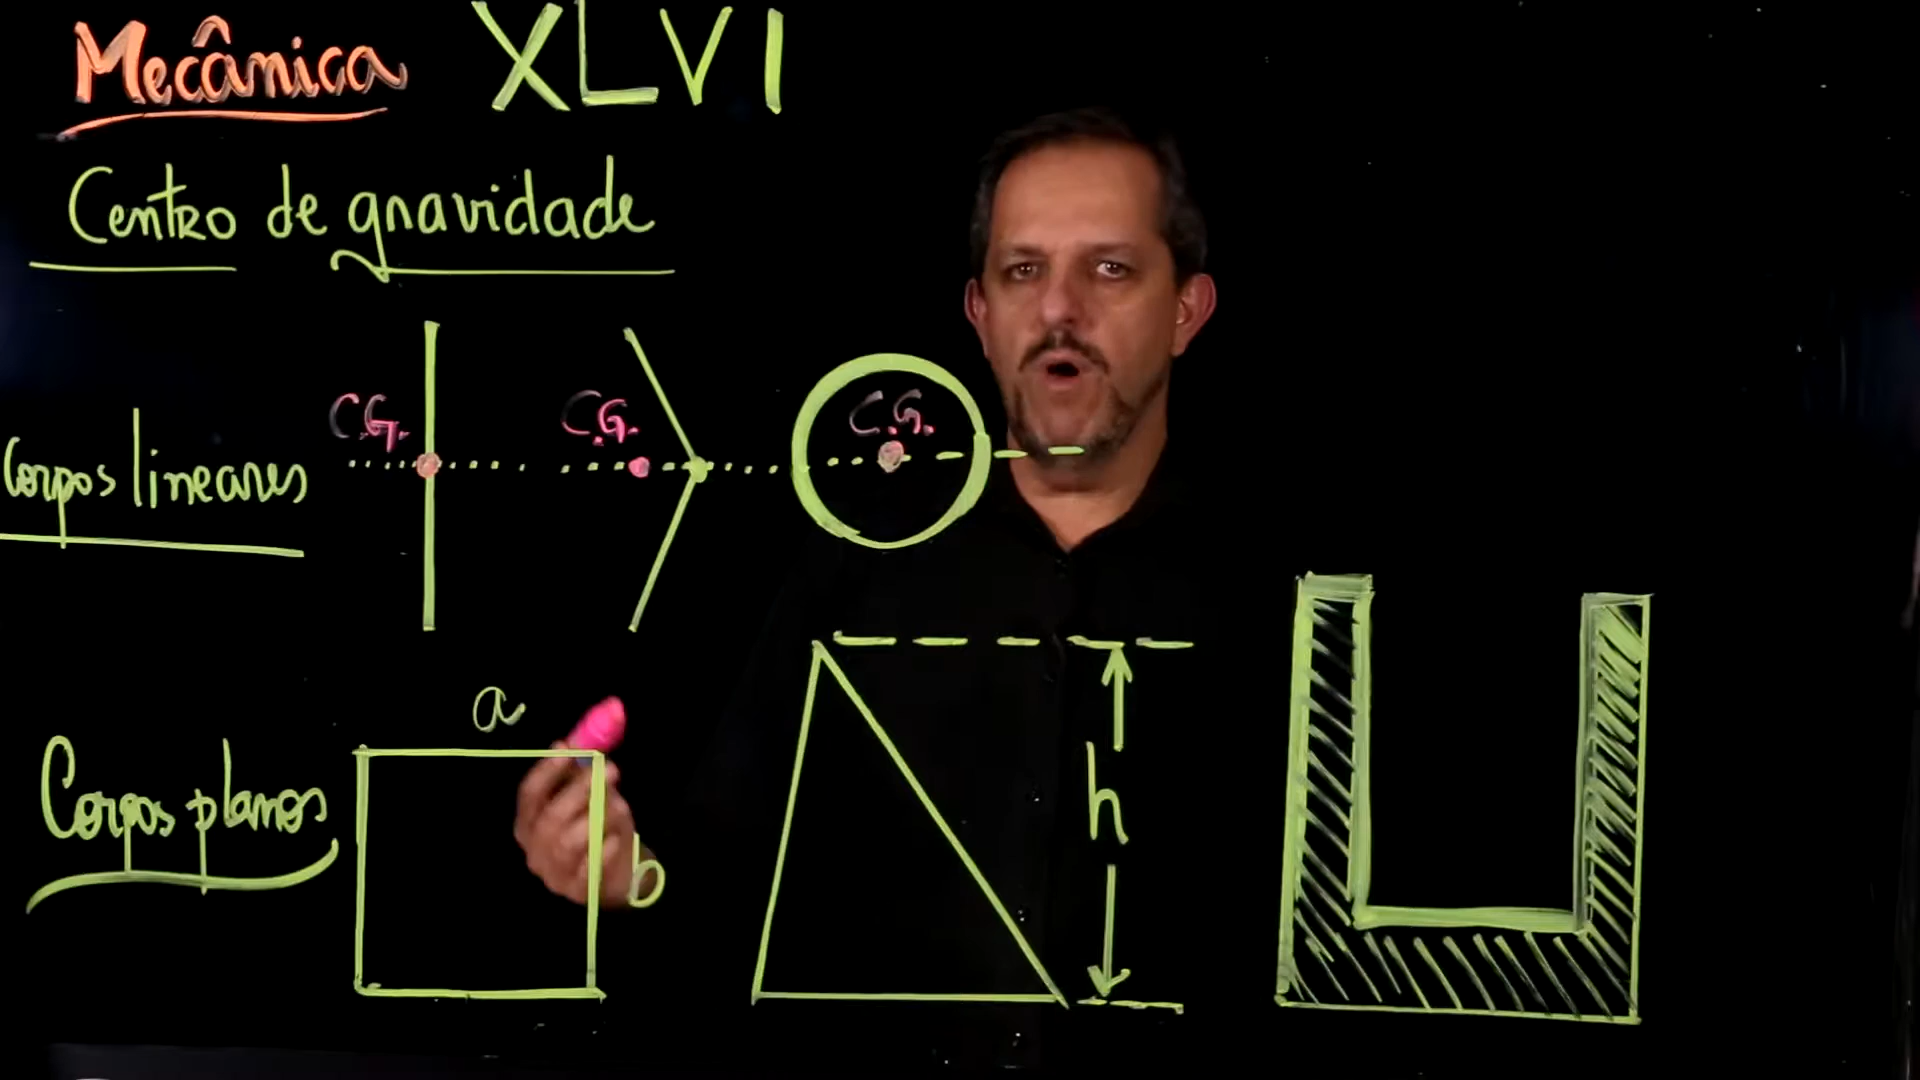 Mecânica XLVI
Centro de gravidade
C.G. C.G. C.G.
Corpos lineares
a
h
Corpos planos
b